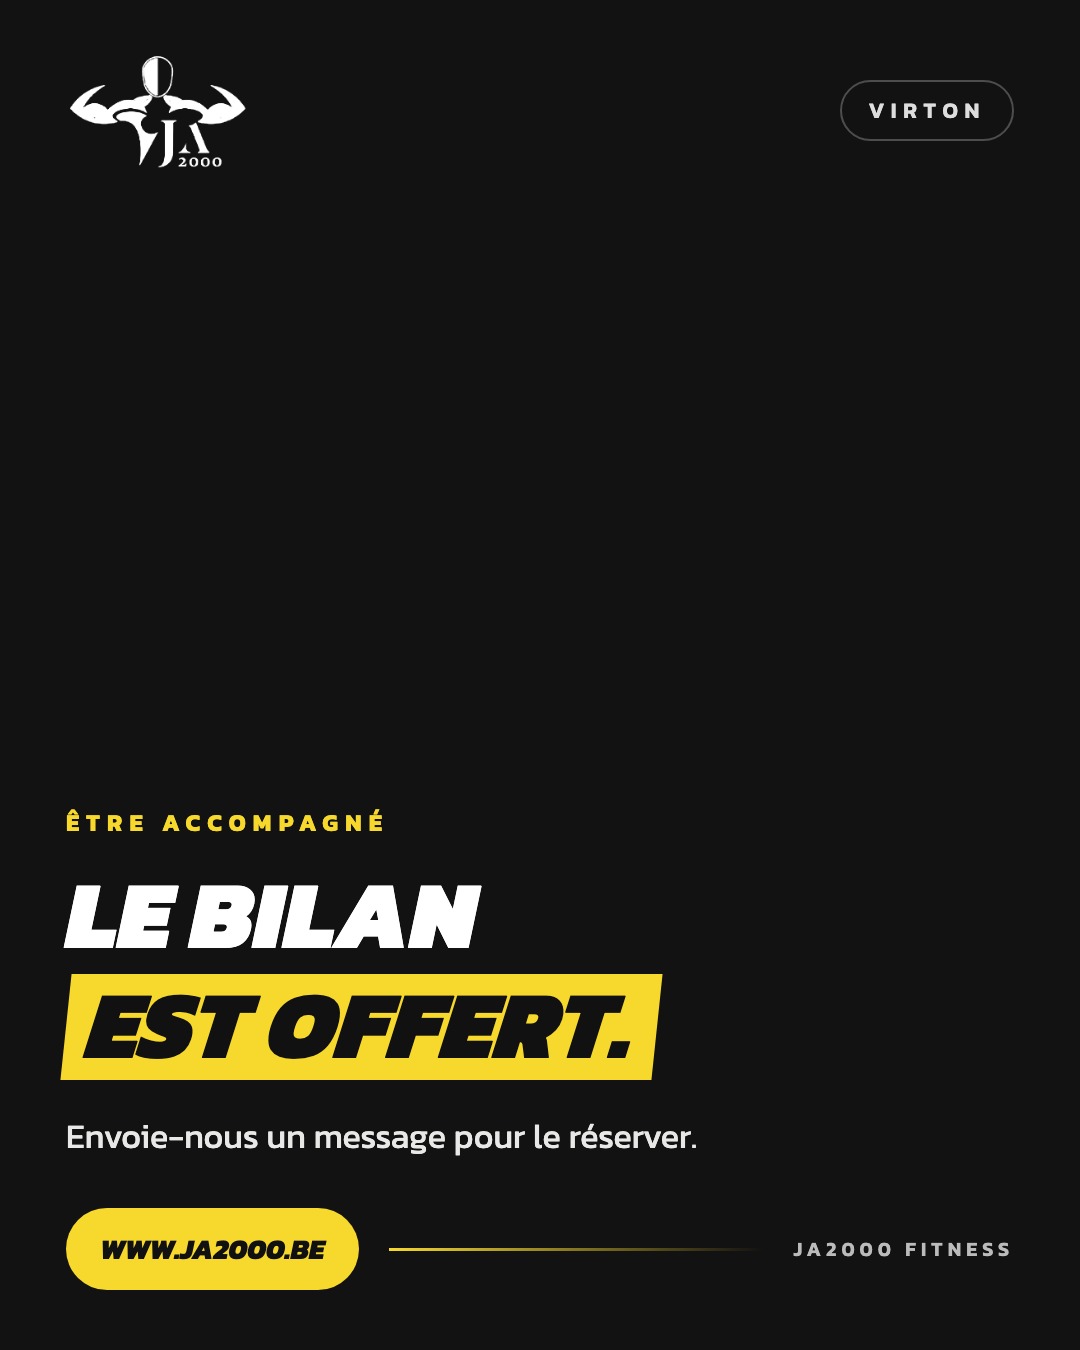 JA
2000
VIRTON
ÊTRE ACCOMPAGNÉ
LE BILAN
EST OFFERT.
Envoie-nous un message pour le réserver.
WWW.JA2000.BE
JA2000 FITNESS